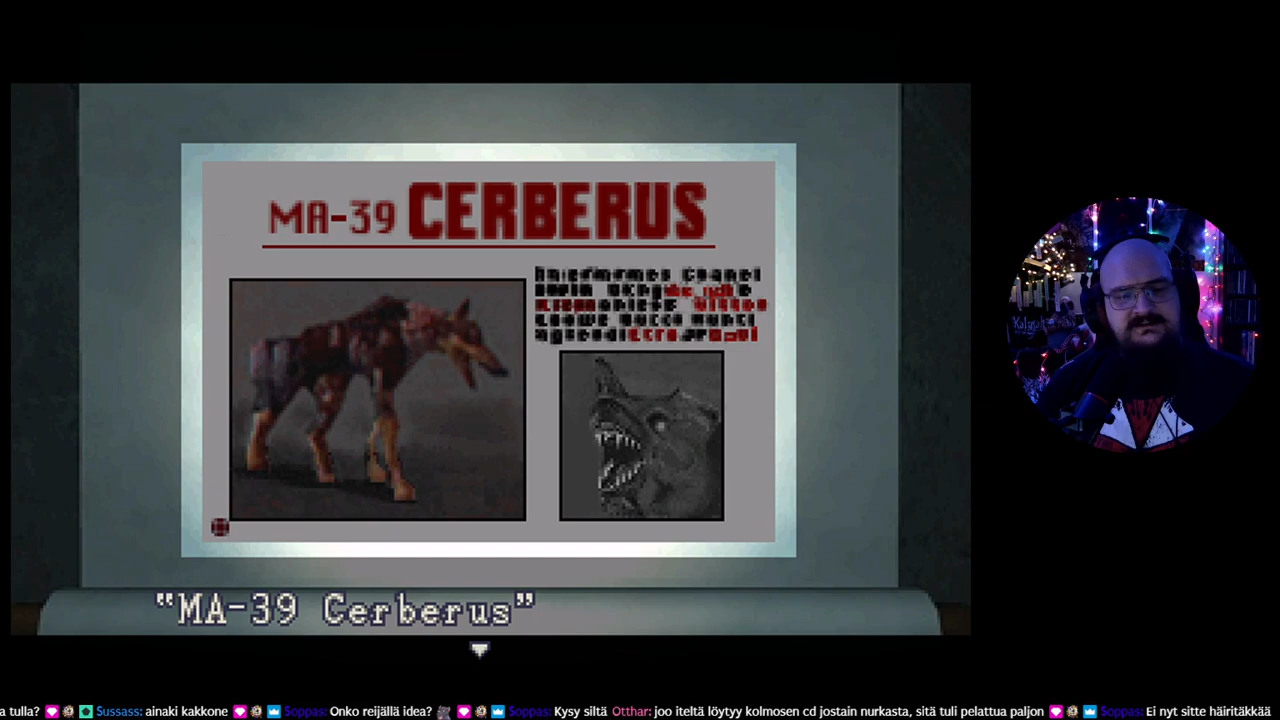 MA-39 CERBERUS
"MA-39 Cerberus"
a tulla? Sussass: ainaki kakkone Soppas: Onko reijällä idea? Soppas: Kysy siltä Otthar: joo iteltä löytyy kolmosen cd jostain nurkasta, sitä tuli pelattua paljon Soppas: Ei nyt sitte häiritäkkää